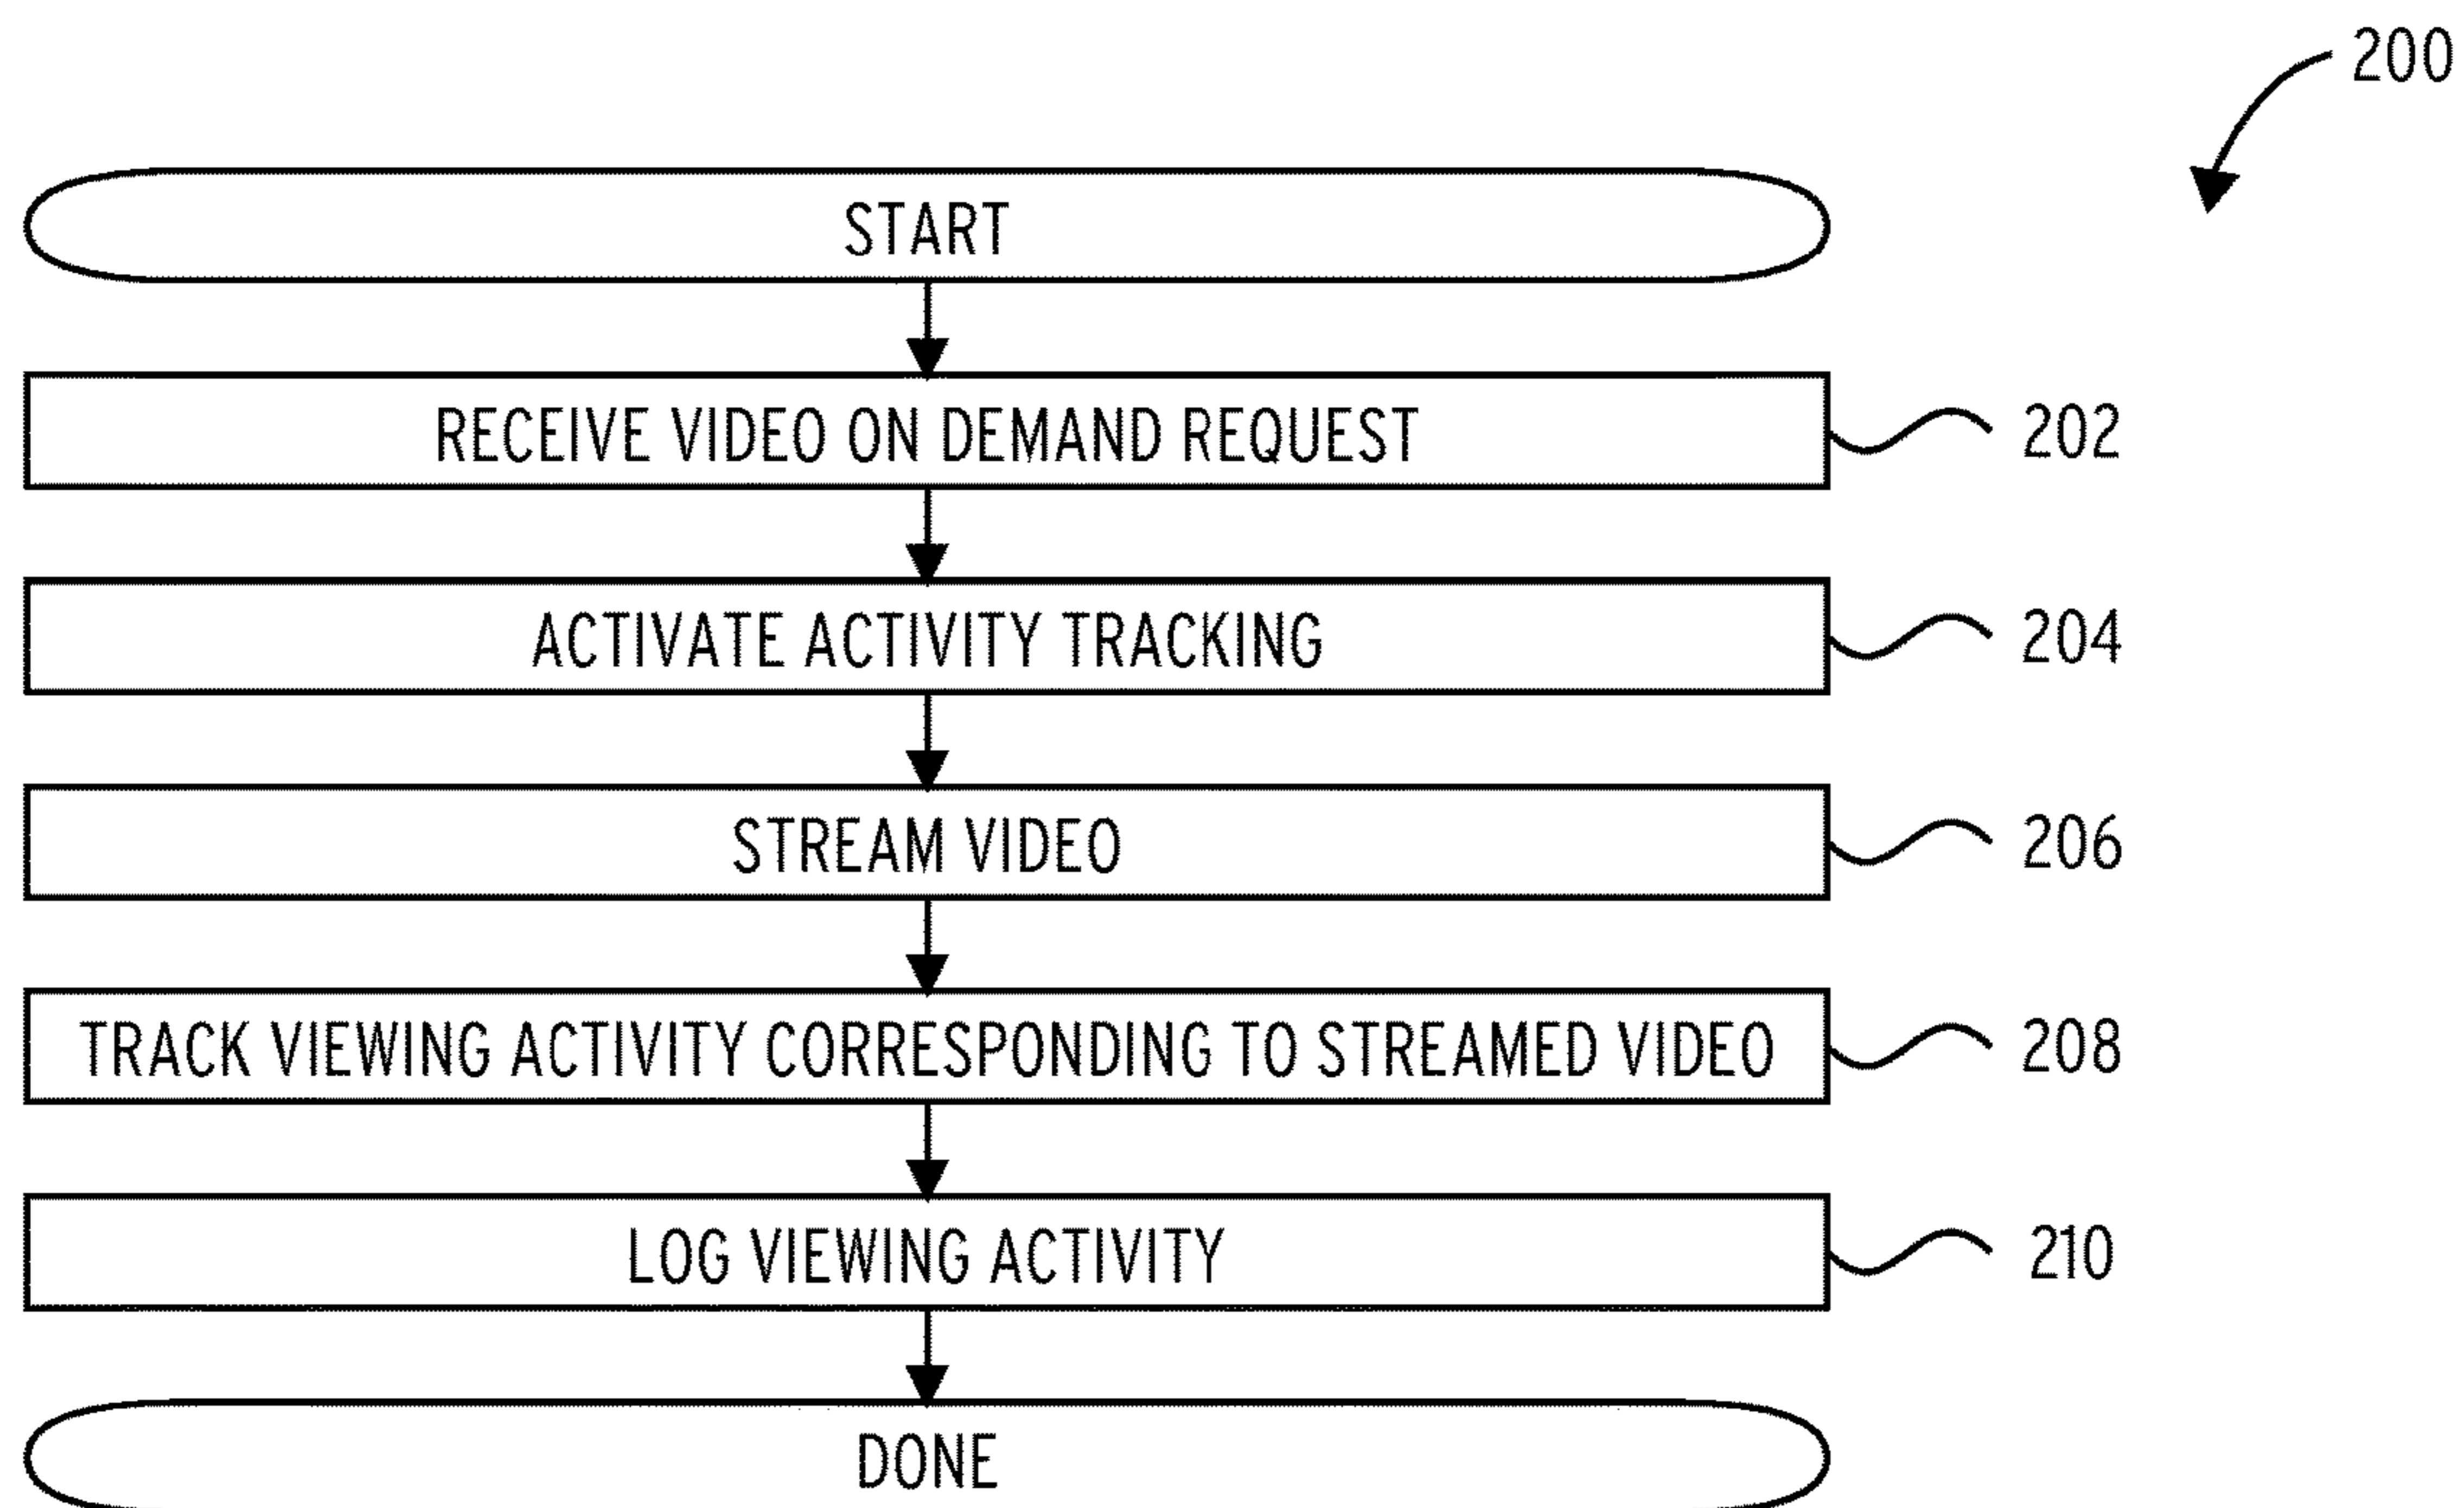 200
START
RECEIVE VIDEO ON DEMAND REQUEST 202
ACTIVATE ACTIVITY TRACKING 204
STREAM VIDEO 206
TRACK VIEWING ACTIVITY CORRESPONDING TO STREAMED VIDEO 208
LOG VIEWING ACTIVITY 210
DONE